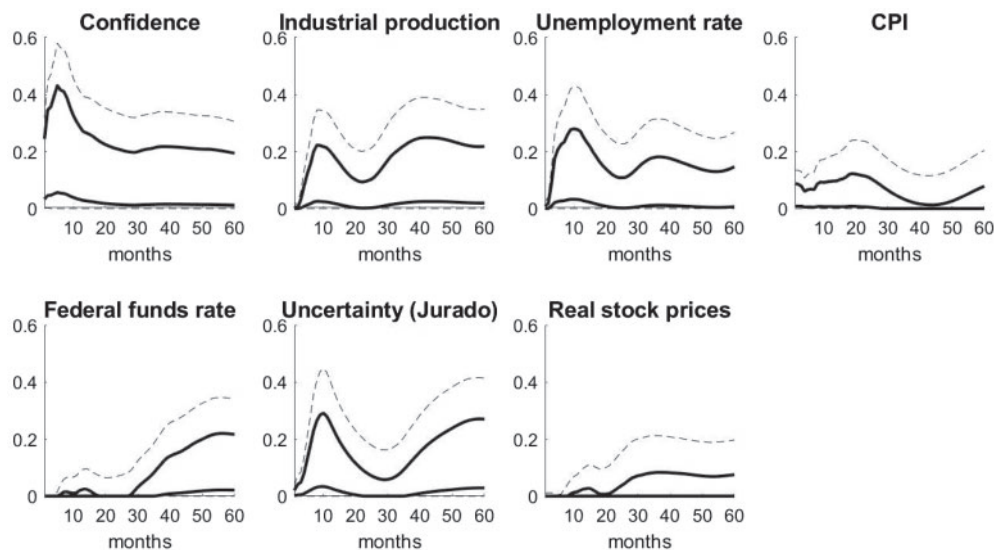 Confidence
Industrial production
Unemployment rate
CPI
0.6
0.4
0.2
0
10 20 30 40 50 60
months
0.6
0.4
0.2
0
10 20 30 40 50 60
months
0.6
0.4
0.2
0
10 20 30 40 50 60
months
0.6
0.4
0.2
0
10 20 30 40 50 60
months
Federal funds rate
Uncertainty (Jurado)
Real stock prices
0.6
0.4
0.2
0
10 20 30 40 50 60
months
0.6
0.4
0.2
0
10 20 30 40 50 60
months
0.6
0.4
0.2
0
10 20 30 40 50 60
months